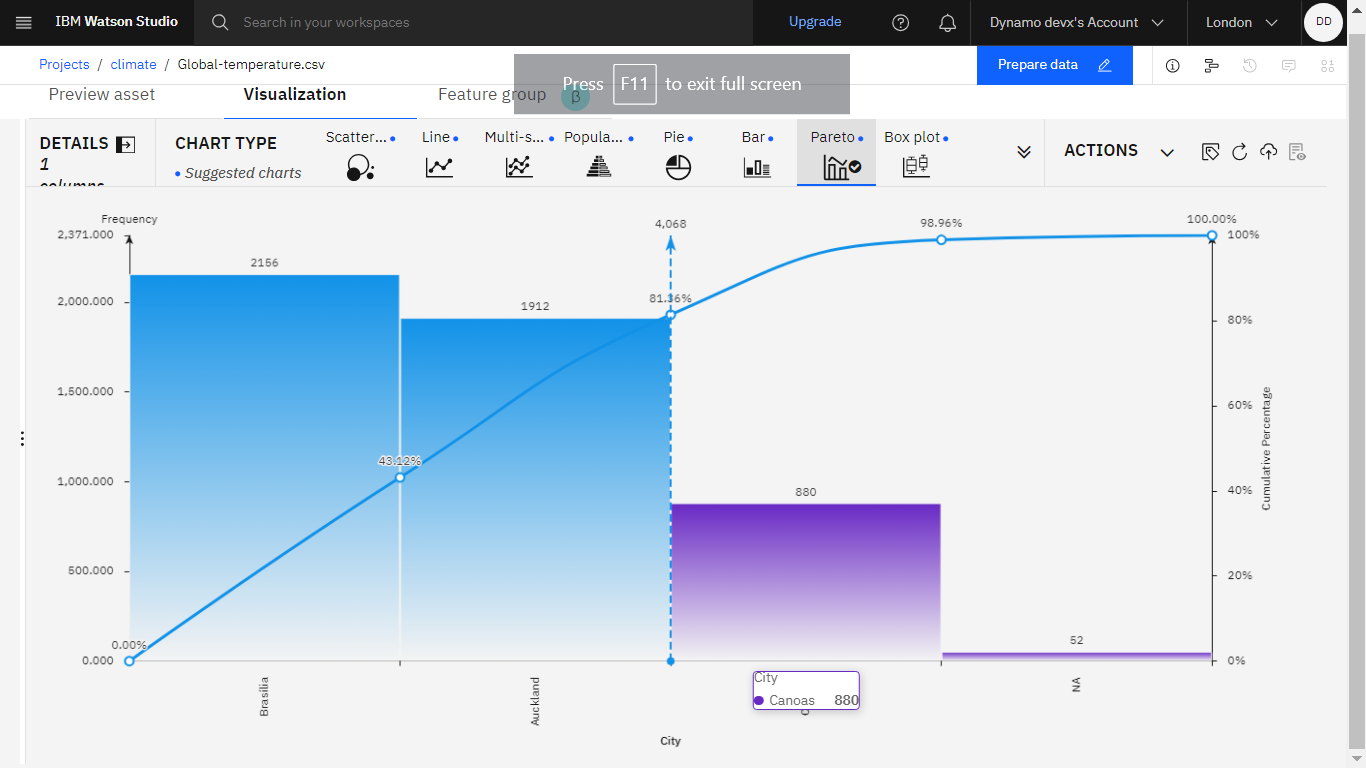 IBM Watson Studio
Search in your workspaces
Upgrade
Dynamo devx's Account
London
DD
Projects / climate / Global-temperature.csv
Press F11 to exit full screen
Prepare data
Preview asset
Visualization
Feature group
β
DETAILS
1
columns
CHART TYPE
• Suggested charts
Scatter...
Line
Multi-s...
Popula...
Pie
Bar
Pareto
Box plot
ACTIONS
Frequency
4,068
98.96%
100.00%
2,371.000
100%
2156
2,000.000
81.36%
1912
80%
1,500.000
60%
43.12%
1,000.000
40%
880
500.000
20%
52
0.00%
0.000
0%
Cumulative Percentage
Brasilia
Auckland
NA
City
Canoas 880
City